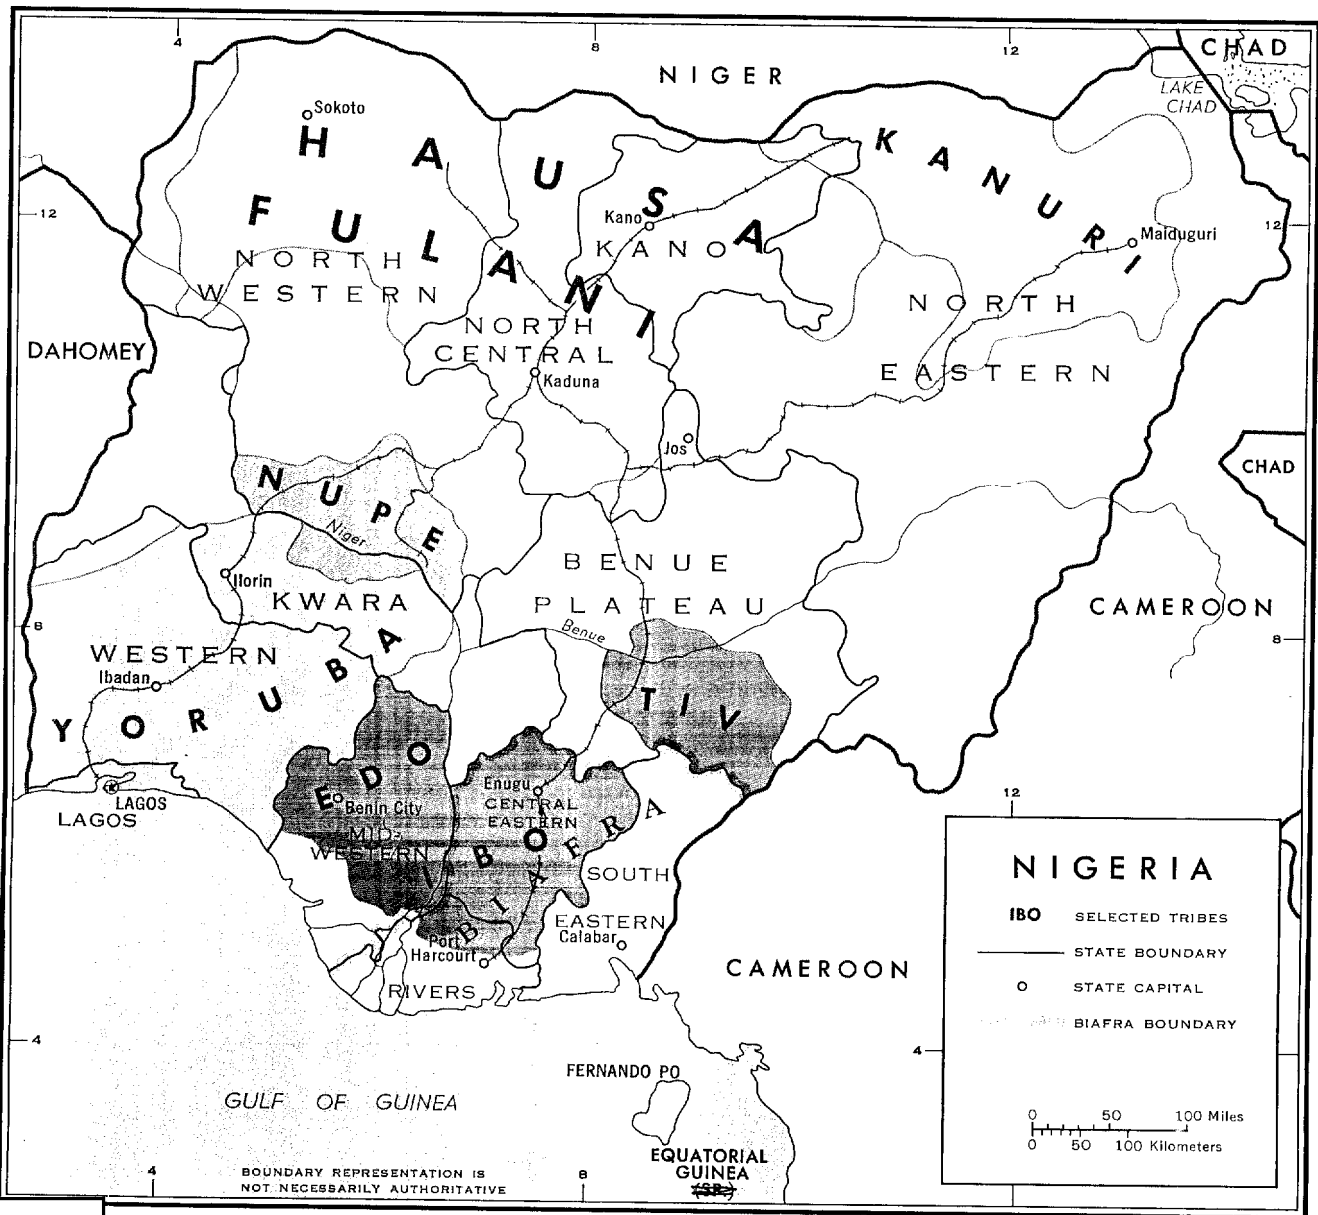 4
8
12
CHAD
NIGER
LAKE
CHAD
Sokoto
HAUSA
KANURI
FULANI
12
12
Kano
KANO
Maiduguri
NORTH
WESTERN
NORTH
EASTERN
NORTH
CENTRAL
DAHOMEY
Kaduna
Jos
CHAD
NUPE
Niger
Ilorin
KWARA
BENUE
PLATEAU
Benue
CAMEROON
8
8
WESTERN
Ibadan
YORUBA
TIV
EDO
Benin City
MID-
WESTERN
LAGOS
LAGOS
Enugu
CENTRAL
EASTERN
IBO
BIAFRA
SOUTH
EASTERN
Calabar
Port
Harcourt
RIVERS
CAMEROON
12
NIGERIA
IBO SELECTED TRIBES
STATE BOUNDARY
STATE CAPITAL
BIAFRA BOUNDARY
0 50 100 Miles
0 50 100 Kilometers
4
4
FERNANDO PO
GULF OF GUINEA
EQUATORIAL
GUINEA
(SP.)
4
8
BOUNDARY REPRESENTATION IS
NOT NECESSARILY AUTHORITATIVE